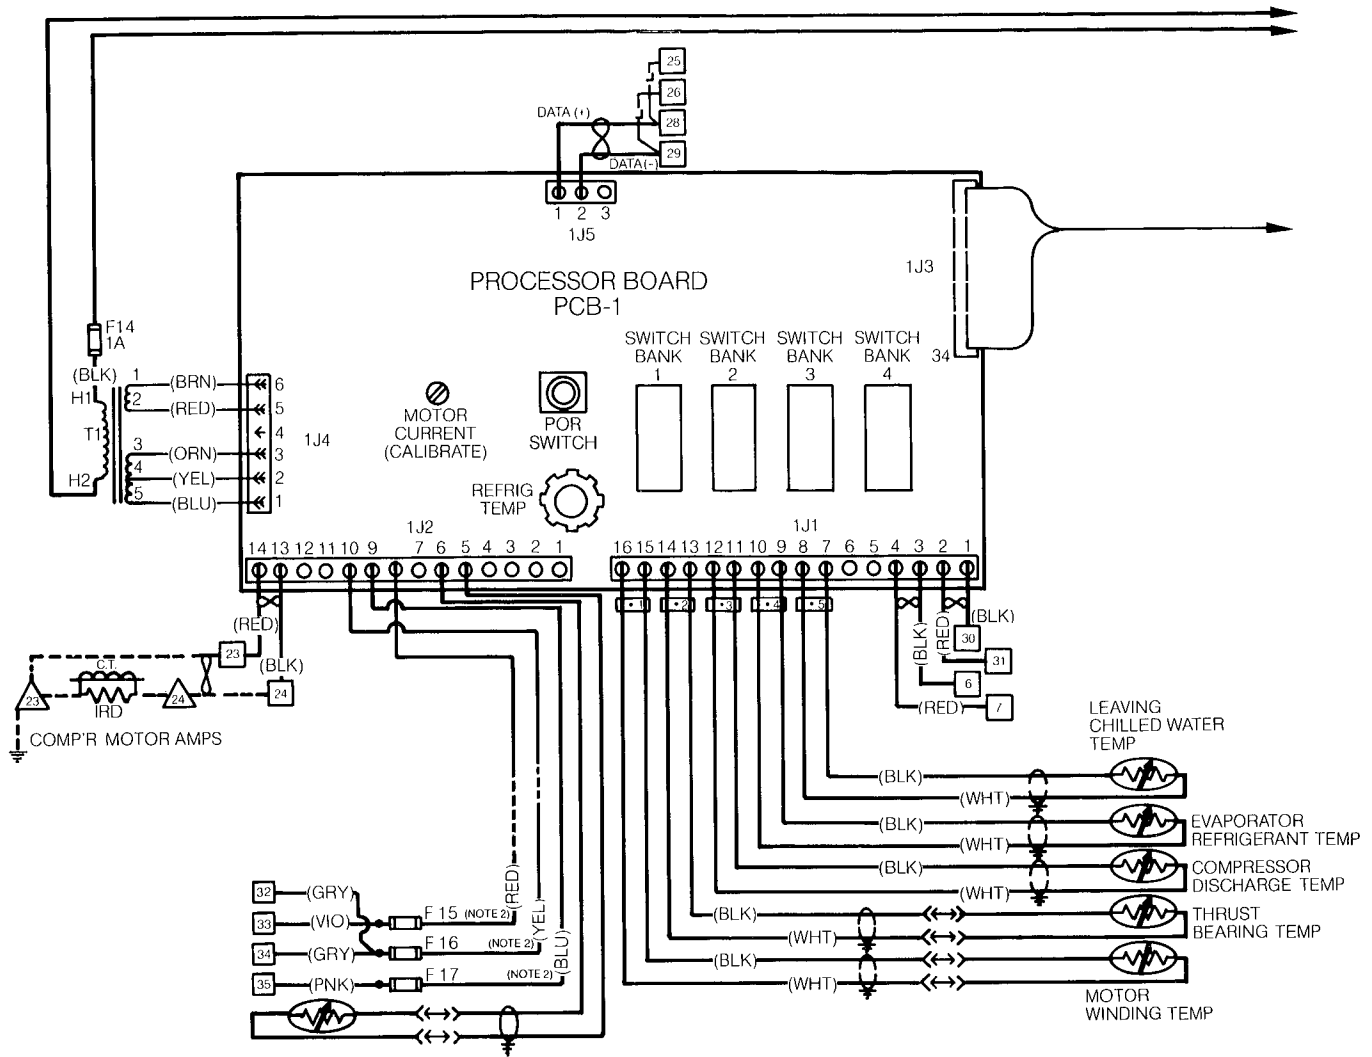 25
26
DATA (+)
28
29
DATA(-)
1 2 3
1J5
1J3
PROCESSOR BOARD
PCB-1
F14
1A
SWITCH BANK 1
SWITCH BANK 2
SWITCH BANK 3
SWITCH BANK 4
34
(BLK)
H1
T1
H2
1
2
3
4
5
(BRN)
(RED)
(ORN)
(YEL)
(BLU)
6
5
4
3
2
1
1J4
MOTOR
CURRENT
(CALIBRATE)
POR
SWITCH
REFRIG
TEMP
1J2
14 13 12 11 10 9 7 6 5 4 3 2 1
1J1
16 15 14 13 12 11 10 9 8 7 6 5 4 3 2 1
•1
•2
•3
•4
•5
(RED)
(BLK)
23
24
C.T.
23
24
IRD
COMP'R MOTOR AMPS
(BLK)
(RED)
(BLK)
30
31
6
(RED)
7
LEAVING
CHILLED WATER
TEMP
(BLK)
(WHT)
EVAPORATOR
REFRIGERANT TEMP
(BLK)
(WHT)
COMPRESSOR
DISCHARGE TEMP
(BLK)
(WHT)
THRUST
BEARING TEMP
(BLK)
(WHT)
MOTOR
WINDING TEMP
(BLK)
(WHT)
(RED)
(YEL)
(BLU)
32 (GRY)
33 (VIO) F 15 (NOTE 2)
34 (GRY) F 16 (NOTE 2)
35 (PNK) F 17 (NOTE 2)